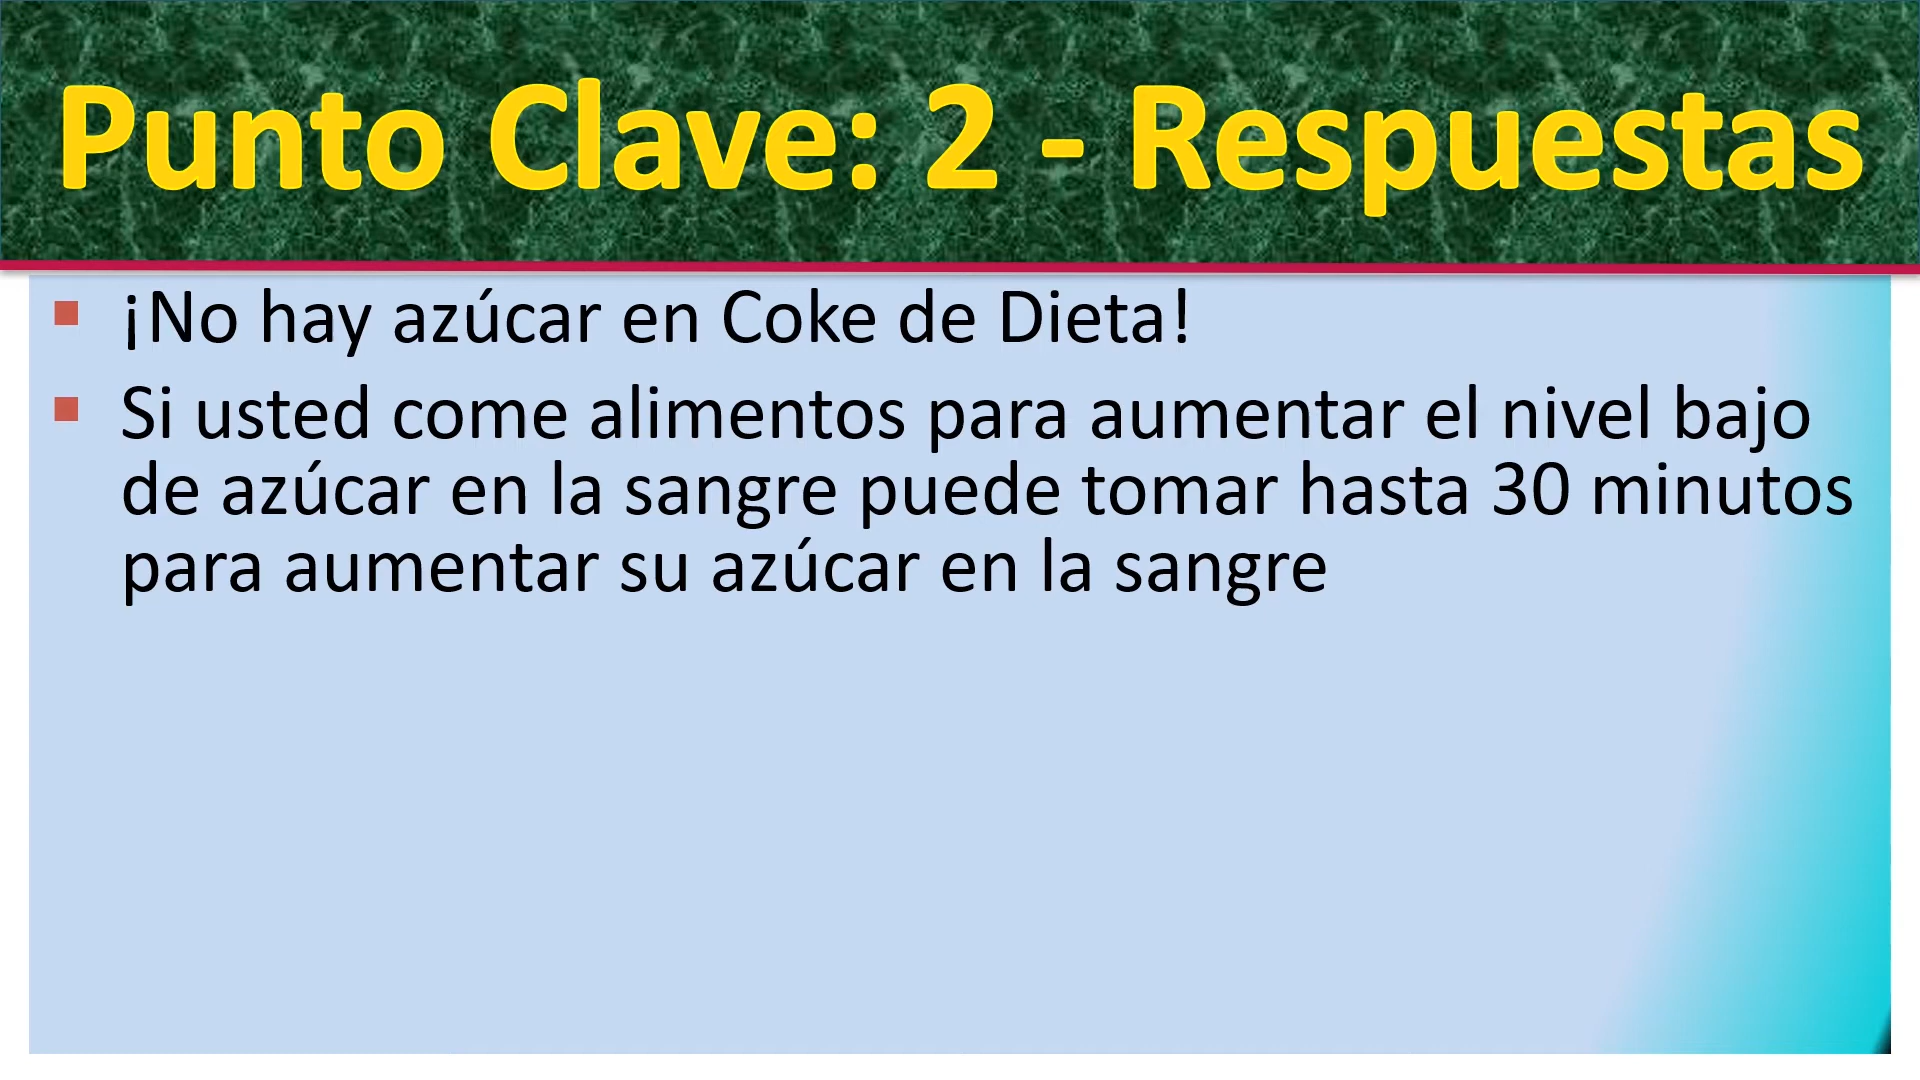 Punto Clave: 2 - Respuestas
¡No hay azúcar en Coke de Dieta!
Si usted come alimentos para aumentar el nivel bajo
de azúcar en la sangre puede tomar hasta 30 minutos
para aumentar su azúcar en la sangre